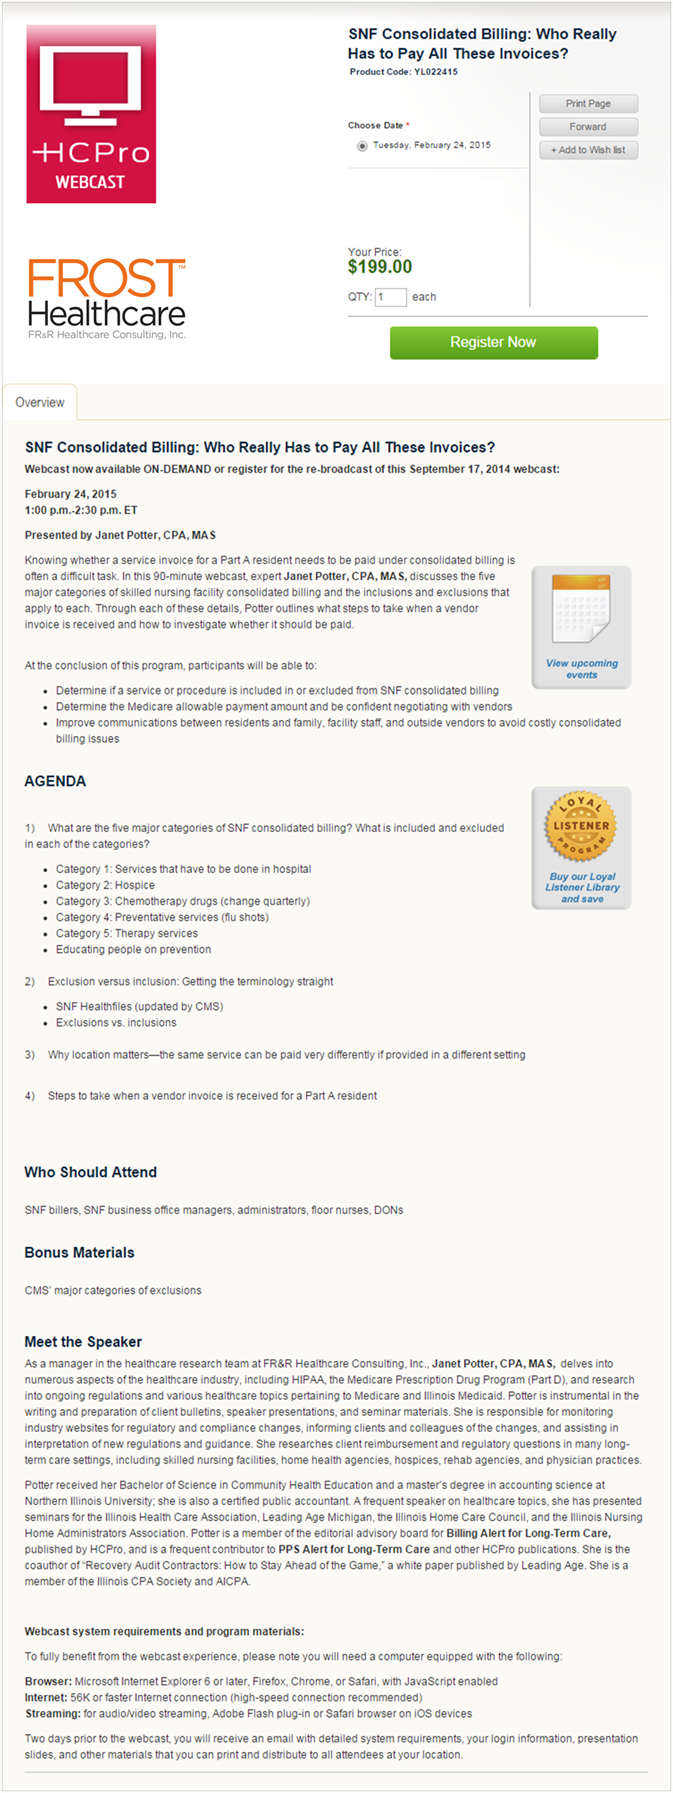 HCPro
WEBCAST
FROST™
Healthcare
FR&R Healthcare Consulting, Inc.
SNF Consolidated Billing: Who Really
Has to Pay All These Invoices?
Product Code: YL022415
Choose Date *
Tuesday, February 24, 2015
Print Page
Forward
+ Add to Wish list
Your Price:
$199.00
QTY: 1 each
Register Now
Overview
SNF Consolidated Billing: Who Really Has to Pay All These Invoices?
Webcast now available ON-DEMAND or register for the re-broadcast of this September 17, 2014 webcast:
February 24, 2015
1:00 p.m.-2:30 p.m. ET
Presented by Janet Potter, CPA, MAS
Knowing whether a service invoice for a Part A resident needs to be paid under consolidated billing is
often a difficult task. In this 90-minute webcast, expert Janet Potter, CPA, MAS, discusses the five
major categories of skilled nursing facility consolidated billing and the inclusions and exclusions that
apply to each. Through each of these details, Potter outlines what steps to take when a vendor
invoice is received and how to investigate whether it should be paid.
View upcoming
events
At the conclusion of this program, participants will be able to:
• Determine if a service or procedure is included in or excluded from SNF consolidated billing
• Determine the Medicare allowable payment amount and be confident negotiating with vendors
• Improve communications between residents and family, facility staff, and outside vendors to avoid costly consolidated
billing issues
AGENDA
LOYAL
LISTENER
PROGRAM
Buy our Loyal
Listener Library
and save
1) What are the five major categories of SNF consolidated billing? What is included and excluded
in each of the categories?
• Category 1: Services that have to be done in hospital
• Category 2: Hospice
• Category 3: Chemotherapy drugs (change quarterly)
• Category 4: Preventative services (flu shots)
• Category 5: Therapy services
• Educating people on prevention
2) Exclusion versus inclusion: Getting the terminology straight
• SNF Healthfiles (updated by CMS)
• Exclusions vs. inclusions
3) Why location matters—the same service can be paid very differently if provided in a different setting
4) Steps to take when a vendor invoice is received for a Part A resident
Who Should Attend
SNF billers, SNF business office managers, administrators, floor nurses, DONs
Bonus Materials
CMS' major categories of exclusions
Meet the Speaker
As a manager in the healthcare research team at FR&R Healthcare Consulting, Inc., Janet Potter, CPA, MAS, delves into
numerous aspects of the healthcare industry, including HIPAA, the Medicare Prescription Drug Program (Part D), and research
into ongoing regulations and various healthcare topics pertaining to Medicare and Illinois Medicaid. Potter is instrumental in the
writing and preparation of client bulletins, speaker presentations, and seminar materials. She is responsible for monitoring
industry websites for regulatory and compliance changes, informing clients and colleagues of the changes, and assisting in
interpretation of new regulations and guidance. She researches client reimbursement and regulatory questions in many long-
term care settings, including skilled nursing facilities, home health agencies, hospices, rehab agencies, and physician practices.
Potter received her Bachelor of Science in Community Health Education and a master's degree in accounting science at
Northern Illinois University; she is also a certified public accountant. A frequent speaker on healthcare topics, she has presented
seminars for the Illinois Health Care Association, Leading Age Michigan, the Illinois Home Care Council, and the Illinois Nursing
Home Administrators Association. Potter is a member of the editorial advisory board for Billing Alert for Long-Term Care,
published by HCPro, and is a frequent contributor to PPS Alert for Long-Term Care and other HCPro publications. She is the
coauthor of "Recovery Audit Contractors: How to Stay Ahead of the Game," a white paper published by Leading Age. She is a
member of the Illinois CPA Society and AICPA.
Webcast system requirements and program materials:
To fully benefit from the webcast experience, please note you will need a computer equipped with the following:
Browser: Microsoft Internet Explorer 6 or later, Firefox, Chrome, or Safari, with JavaScript enabled
Internet: 56K or faster Internet connection (high-speed connection recommended)
Streaming: for audio/video streaming, Adobe Flash plug-in or Safari browser on iOS devices
Two days prior to the webcast, you will receive an email with detailed system requirements, your login information, presentation
slides, and other materials that you can print and distribute to all attendees at your location.